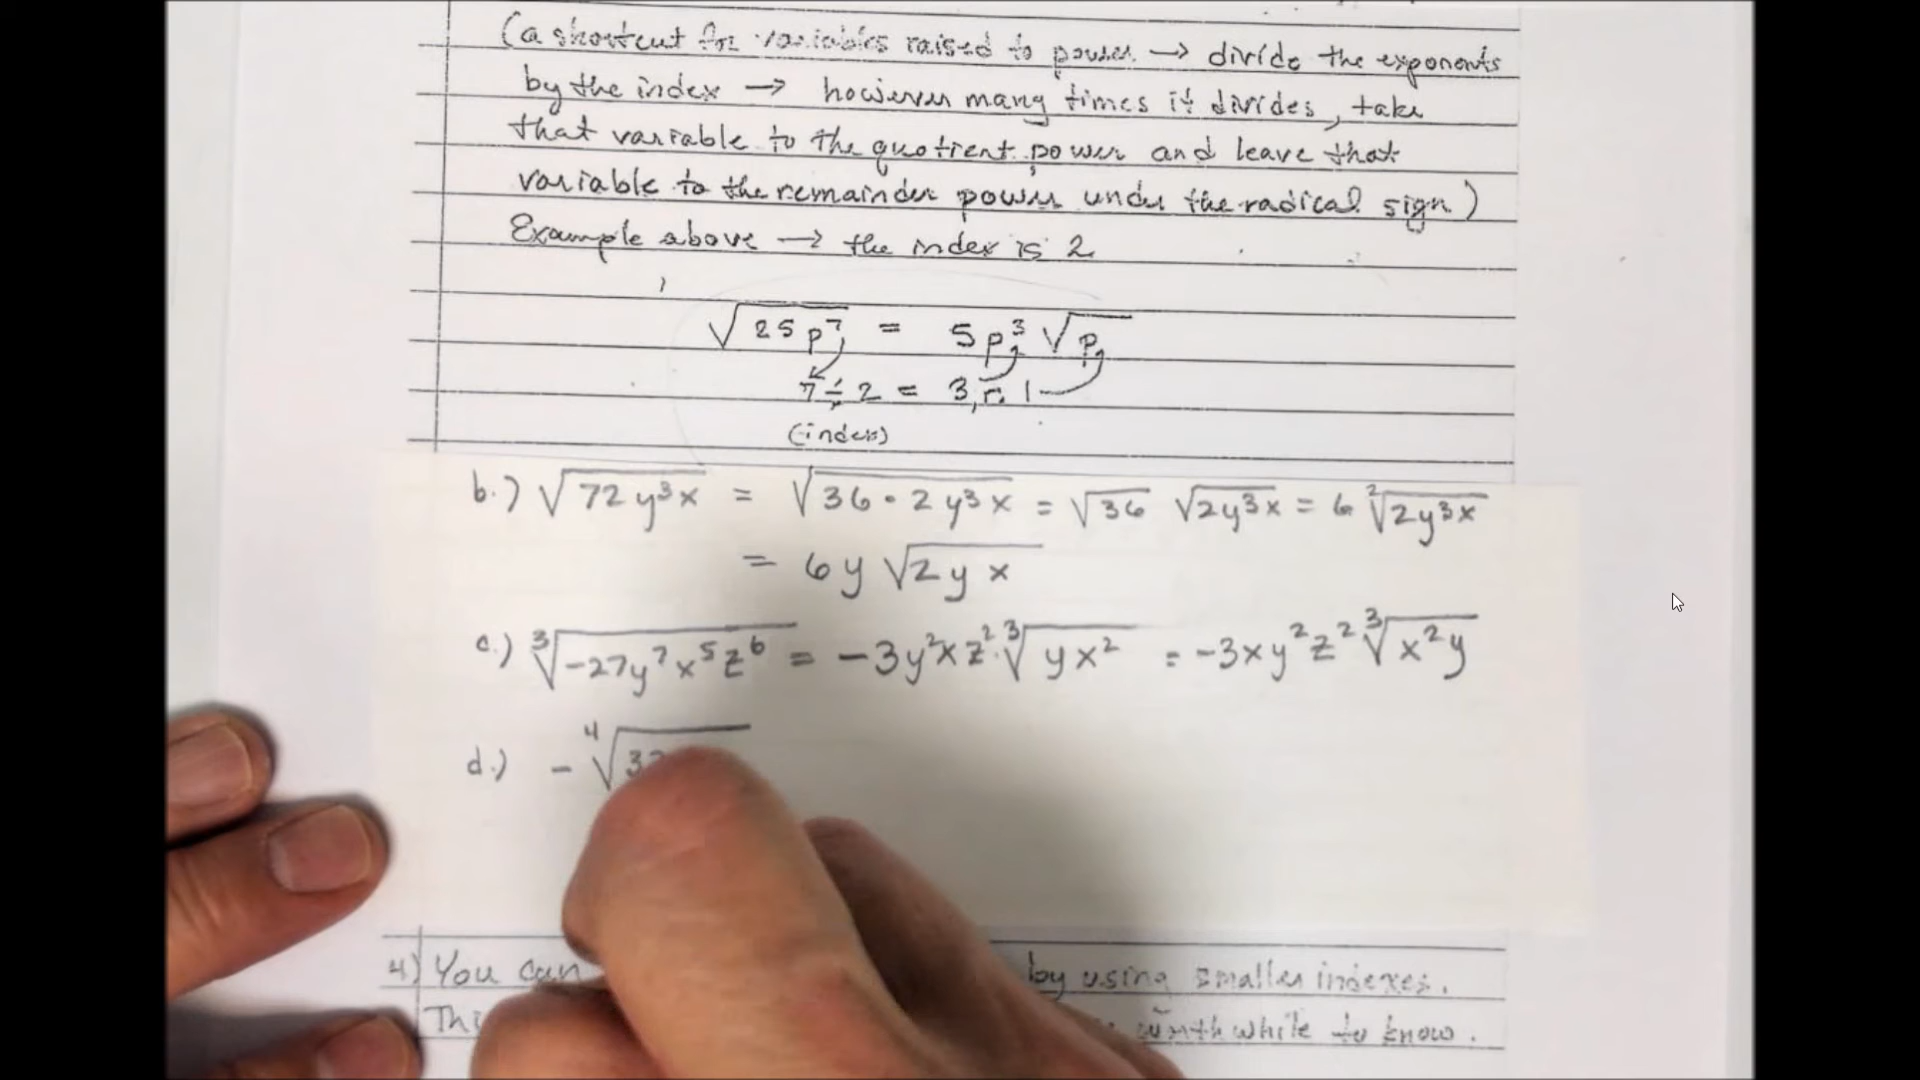 (a shortcut for variables raised to power → divide the exponents
by the index → however many times it divides, take
that variable to the quotient power and leave that
variable to the remainder power under the radical sign)
Example above → the index is 2
√25p⁷ = 5p³ √p
7 ÷ 2 = 3, r. 1
(index)
b.) √72y³x = √36 · 2y³x = √36 √2y³x = 6 ²√2y³x
= 6y √2yx
c.) ³√-27y⁷x⁵z⁶ = -3y²xz² · ³√yx² = -3xy²z² ³√x²y
d.) - ⁴√3
4) You can by using smaller indexes.
worthwhile to know.